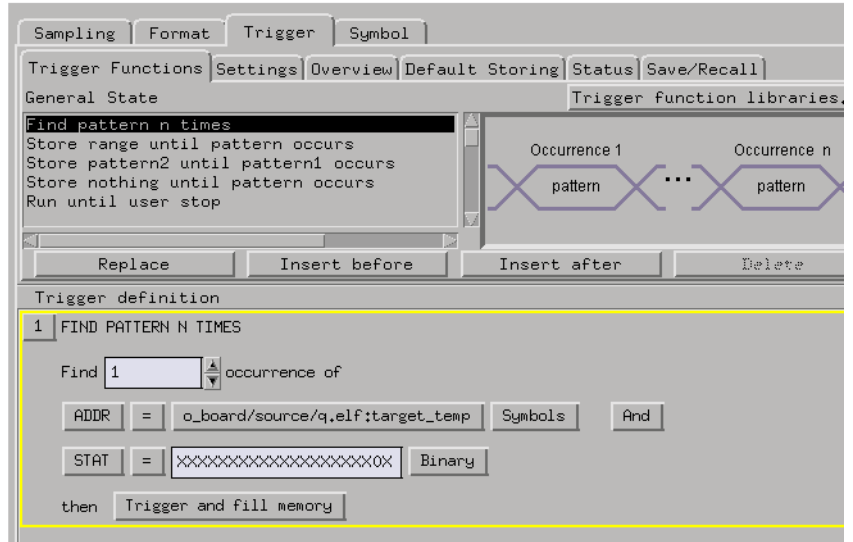 Sampling Format Trigger Symbol
Trigger Functions Settings Overview Default Storing Status Save/Recall
General State Trigger function libraries.
Find pattern n times
Store range until pattern occurs
Store pattern2 until pattern1 occurs
Store nothing until pattern occurs
Run until user stop
Occurrence 1 Occurrence n
pattern ... pattern
Replace Insert before Insert after Delete
Trigger definition
1 FIND PATTERN N TIMES
Find 1 occurrence of
ADDR = o_board/source/q.elf:target_temp Symbols And
STAT = XXXXXXXXXXXXXXXXXXXX0X Binary
then Trigger and fill memory